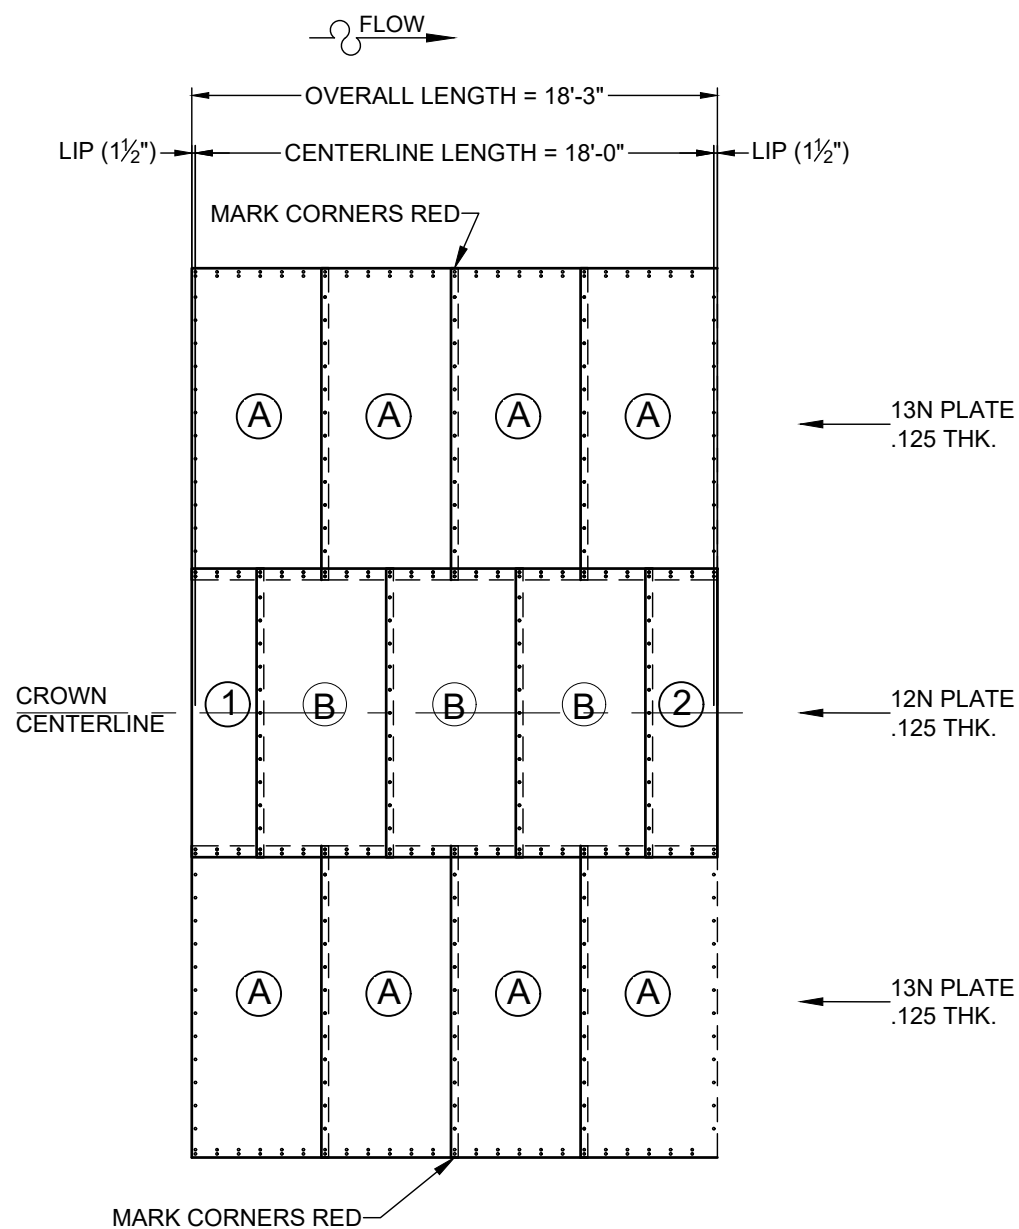 FLOW
OVERALL LENGTH = 18'-3"
LIP (1½")
CENTERLINE LENGTH = 18'-0"
LIP (1½")
MARK CORNERS RED
A A A A
13N PLATE
.125 THK.
CROWN
CENTERLINE
1 B B B 2
12N PLATE
.125 THK.
A A A A
13N PLATE
.125 THK.
MARK CORNERS RED